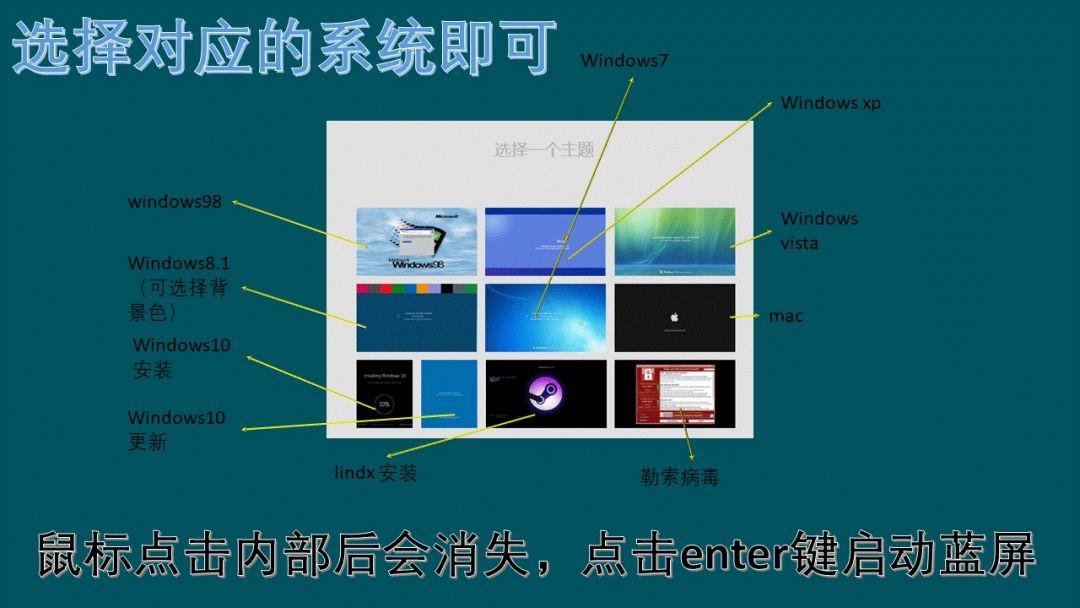 选择对应的系统即可
Windows7
Windows xp
选择一个主题
windows98
Windows
vista
Microsoft
Windows98
Windows8.1
（可选择背
景色）
mac
Windows10
安装
Installing Windows 10
10%
Windows10
更新
lindx 安装
勒索病毒
鼠标点击内部后会消失，点击enter键启动蓝屏